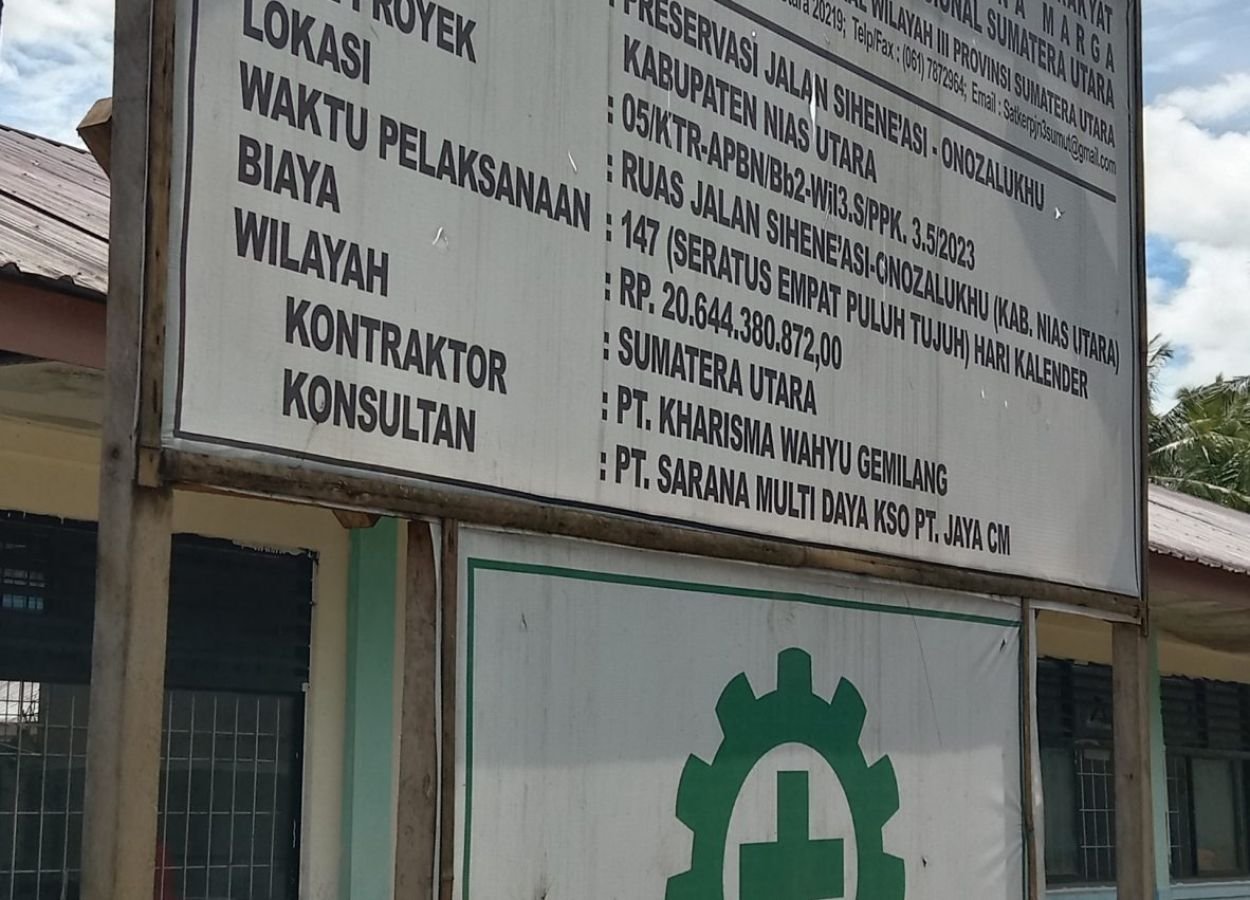 RAKYAT
MARGA
SUMATERA UTARA
WILAYAH III PROVINSI SUMATERA UTARA
20219; Telp/Fax : (061) 7872964; Email : Satkerpjn3sumut@gmail.com
: PRESERVASI JALAN SIHENE'ASI - ONOZALUKHU
KABUPATEN NIAS UTARA
PROYEK : 05/KTR-APBN/Bb2-Wil3.S/PPK. 3.5/2023
LOKASI : RUAS JALAN SIHENE'ASI-ONOZALUKHU (KAB. NIAS UTARA)
WAKTU PELAKSANAAN : 147 (SERATUS EMPAT PULUH TUJUH) HARI KALENDER
BIAYA : RP. 20.644.380.872,00
WILAYAH : SUMATERA UTARA
KONTRAKTOR : PT. KHARISMA WAHYU GEMILANG
KONSULTAN : PT. SARANA MULTI DAYA KSO PT. JAYA CM